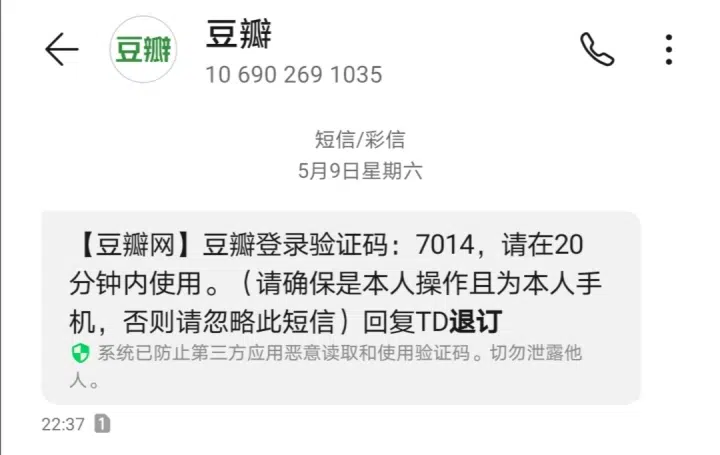 豆瓣
豆瓣
10 690 269 1035
短信/彩信
5月9日星期六
【豆瓣网】豆瓣登录验证码：7014，请在20
分钟内使用。（请确保是本人操作且为本人手
机，否则请忽略此短信）回复TD退订
系统已防止第三方应用恶意读取和使用验证码。切勿泄露他
人。
22:37 1